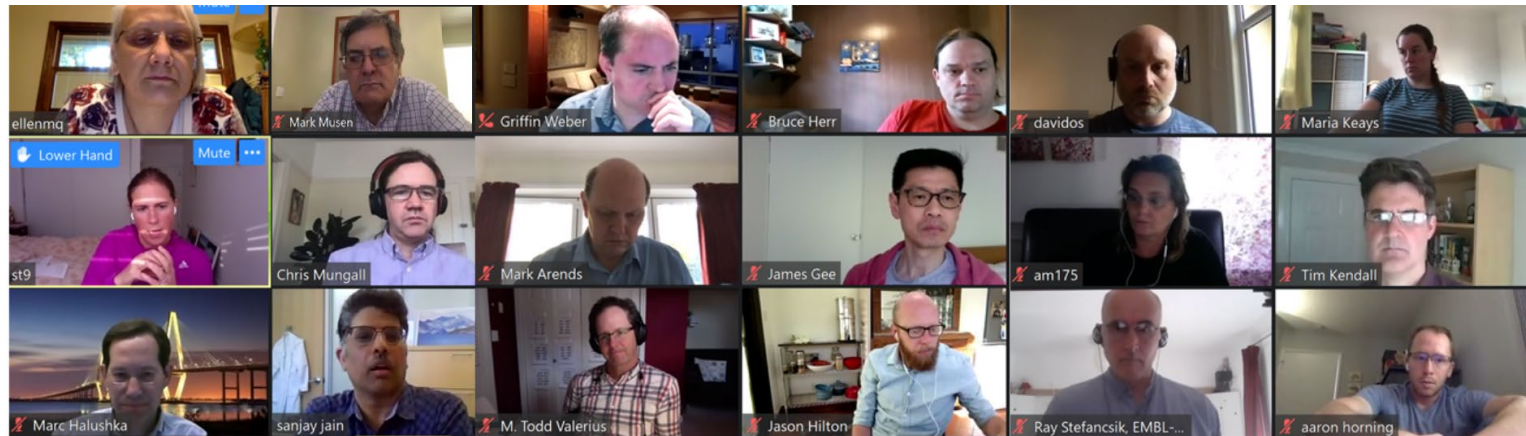 Mute
ellenmq
Mark Musen
Griffin Weber
Bruce Herr
davidos
Maria Keays
Lower Hand
Mute
st9
Chris Mungall
Mark Arends
James Gee
am175
Tim Kendall
Marc Halushka
sanjay jain
M. Todd Valerius
Jason Hilton
Ray Stefancsik, EMBL-...
aaron horning